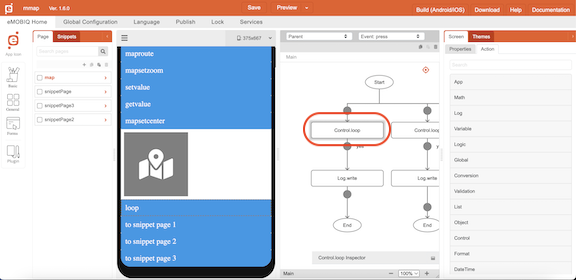 mmap Ver. 1.6.0 Save Preview Build (Android/iOS) Download Help Documentation
eMOBIQ Home Global Configuration Language Publish Lock Services
App Icon
Basic
General
Preise
Plugin
Page Snippets
map
snippetPage
snippetPage3
snippetPage2
375x667
maproute
mapsetzoom
setvalue
getvalue
mapsetcenter
loop
to snippet page 1
to snippet page 2
to snippet page 3
Parent Event: press
Main
Start
Control.loop Control.loop
yes
Log.write Log.write
End End
Control.loop Inspector
Main 100%
Screen Themes
Properties Action
Search
App
Math
Log
Variable
Logic
Global
Conversion
Validation
List
Object
Control
Format
DateTime